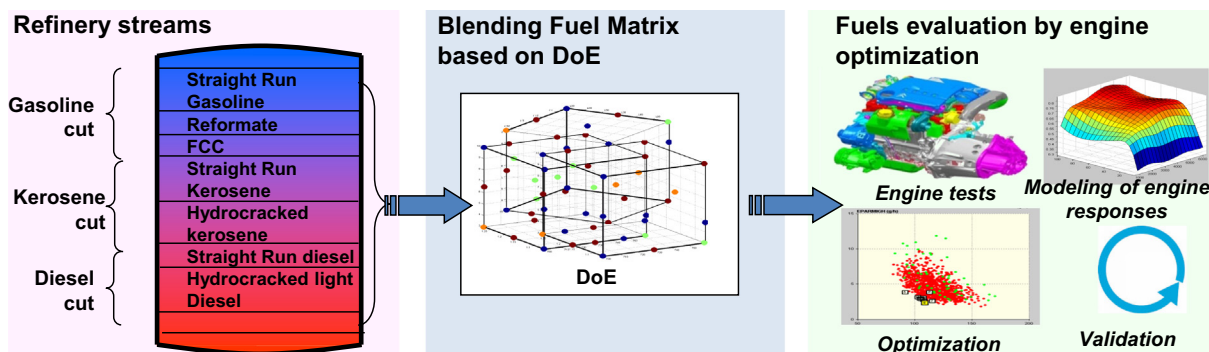 Refinery streams
Gasoline
cut
Kerosene
cut
Diesel
cut
Straight Run
Gasoline
Reformate
FCC
Straight Run
Kerosene
Hydrocracked
kerosene
Straight Run diesel
Hydrocracked light
Diesel
Blending Fuel Matrix
based on DoE
DoE
Fuels evaluation by engine
optimization
Engine tests
Modeling of engine
responses
Optimization
Validation